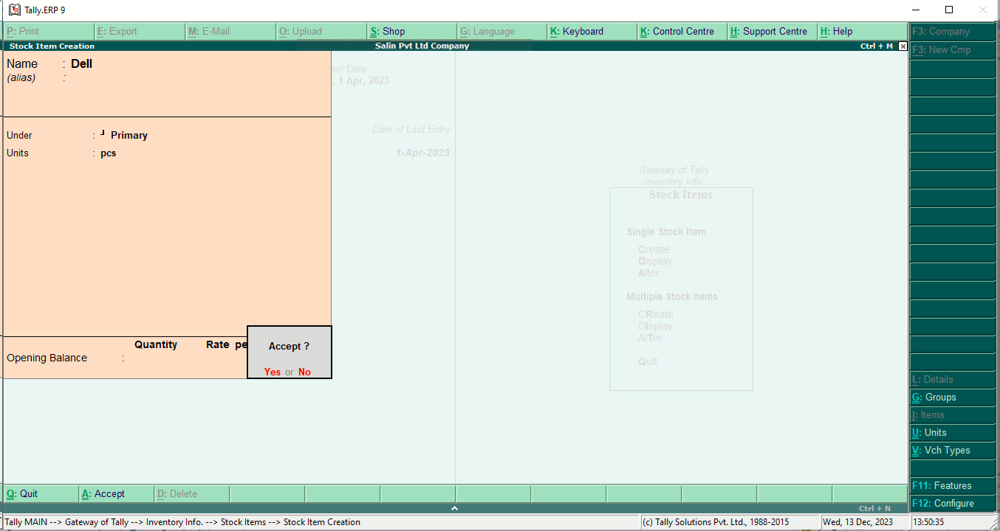 Tally.ERP 9
P: Print E: Export M: E-Mail O: Upload S: Shop G: Language K: Keyboard K: Control Centre H: Support Centre H: Help
F3: Company
F3: New Cmp
Stock Item Creation Salin Pvt Ltd Company Ctrl + M
Name : Dell
(alias) :
ent Date
, 1 Apr, 2023
Under : Primary
Units : pcs
Date of Last Entry
1-Apr-2023
Gateway of Tally......
Inventory Info......
Stock Items
Single Stock Item
Create
Display
Alter
Multiple Stock Items
CReate
DIsplay
AlTer
Quit
Quantity Rate pe
Opening Balance :
Accept ?
Yes or No
L: Details
G: Groups
I: Items
U: Units
V: Vch Types
F11: Features
F12: Configure
Q: Quit A: Accept D: Delete
Ctrl + N
Tally MAIN --> Gateway of Tally --> Inventory Info. --> Stock Items --> Stock Item Creation (c) Tally Solutions Pvt. Ltd., 1988-2015 Wed, 13 Dec, 2023 13:50:35